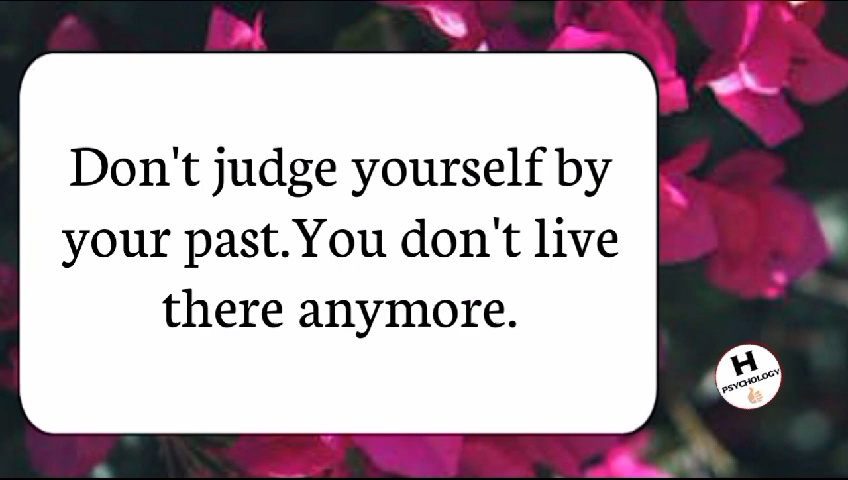 Don't judge yourself by
your past.You don't live
there anymore.
H
PSYCHOLOGY